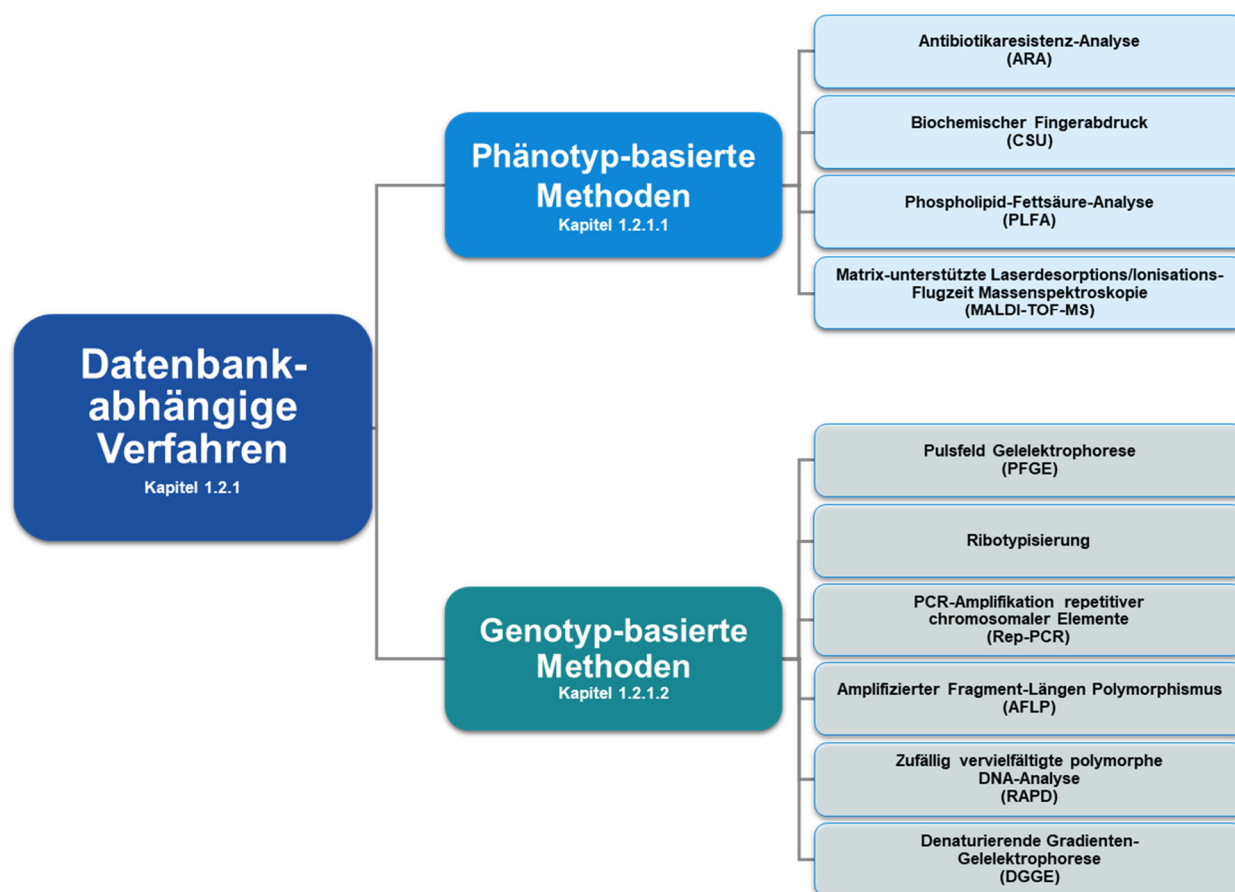 Datenbank-
abhängige
Verfahren
Kapitel 1.2.1
Phänotyp-basierte
Methoden
Kapitel 1.2.1.1
Antibiotikaresistenz-Analyse
(ARA)
Biochemischer Fingerabdruck
(CSU)
Phospholipid-Fettsäure-Analyse
(PLFA)
Matrix-unterstützte Laserdesorptions/Ionisations-
Flugzeit Massenspektroskopie
(MALDI-TOF-MS)
Genotyp-basierte
Methoden
Kapitel 1.2.1.2
Pulsfeld Gelelektrophorese
(PFGE)
Ribotypisierung
PCR-Amplifikation repetitiver
chromosomaler Elemente
(Rep-PCR)
Amplifizierter Fragment-Längen Polymorphismus
(AFLP)
Zufällig vervielfältigte polymorphe
DNA-Analyse
(RAPD)
Denaturierende Gradienten-
Gelelektrophorese
(DGGE)